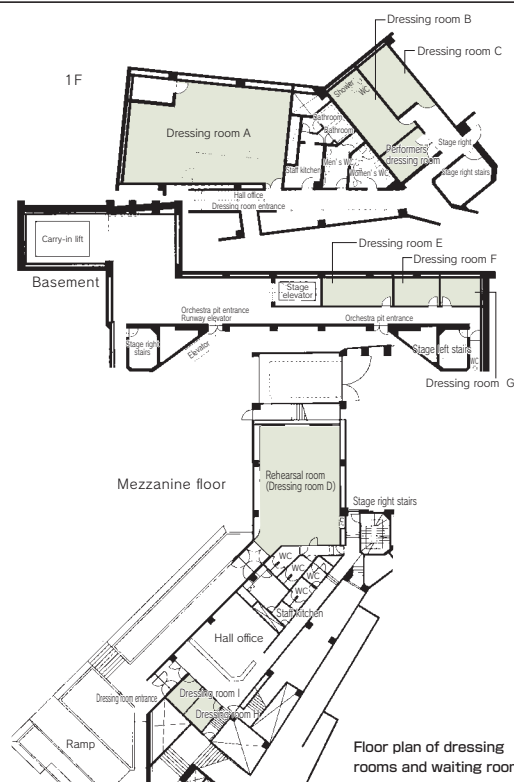 1F
Dressing room B
Dressing room C
Shower
WC
Dressing room A
Bathroom
Bathroom
Performers'
dressing room
Stage right
Staff kitchen
Men's WC
Women's WC
Stage right stairs
Hall office
Dressing room entrance
Carry-in lift
Basement
Dressing room E
Dressing room F
Stage
elevator
Orchestra pit entrance
Runway elevator
Orchestra pit entrance
Stage right
stairs
Elevator
Stage left stairs
WC
Dressing room G
Mezzanine floor
Rehearsal room
(Dressing room D)
Stage right stairs
WC
WC
WC
WC
Staff kitchen
Hall office
Dressing room entrance
Dressing room I
Dressing room H
Ramp
Floor plan of dressing
rooms and waiting room